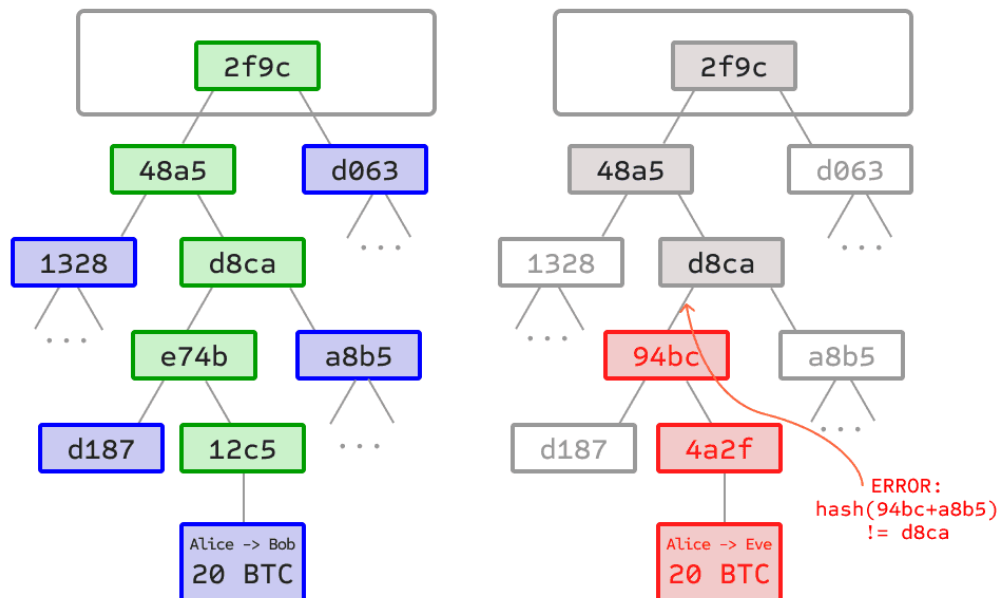 2f9c
48a5
d063
1328
...
d8ca
...
e74b
a8b5
d187
12c5
...
Alice -> Bob
20 BTC
2f9c
48a5
d063
1328
...
d8ca
...
94bc
a8b5
d187
4a2f
...
ERROR:
hash(94bc+a8b5)
!= d8ca
Alice -> Eve
20 BTC